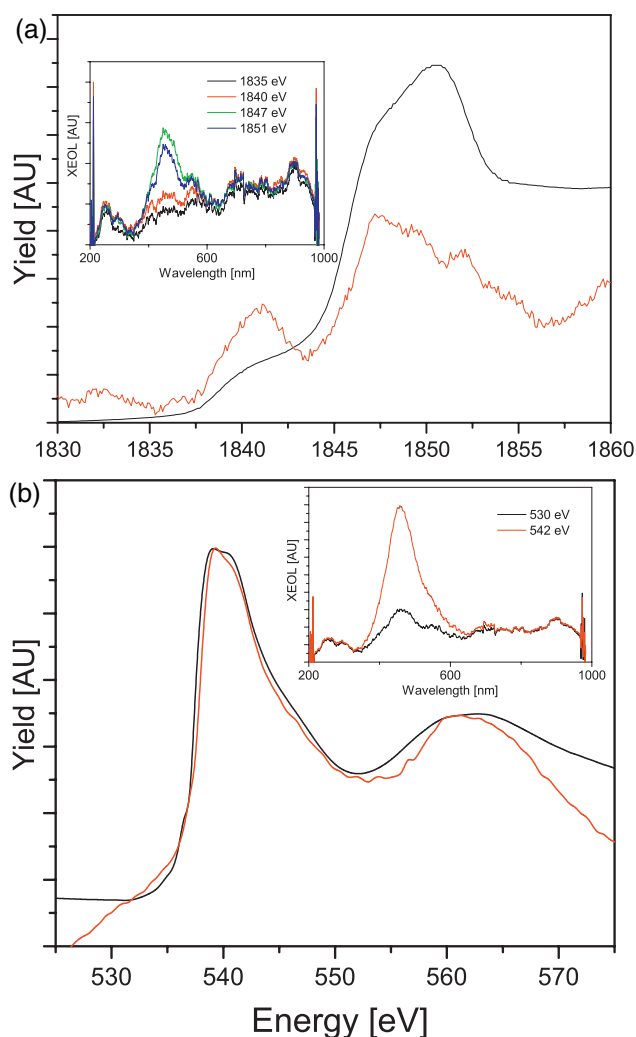 (a)
Yield [AU]
XEOL [AU]
1835 eV
1840 eV
1847 eV
1851 eV
200 600 1000
Wavelength [nm]
1830 1835 1840 1845 1850 1855 1860
(b)
Yield [AU]
XEOL [AU]
530 eV
542 eV
200 600 1000
Wavelength [nm]
530 540 550 560 570
Energy [eV]